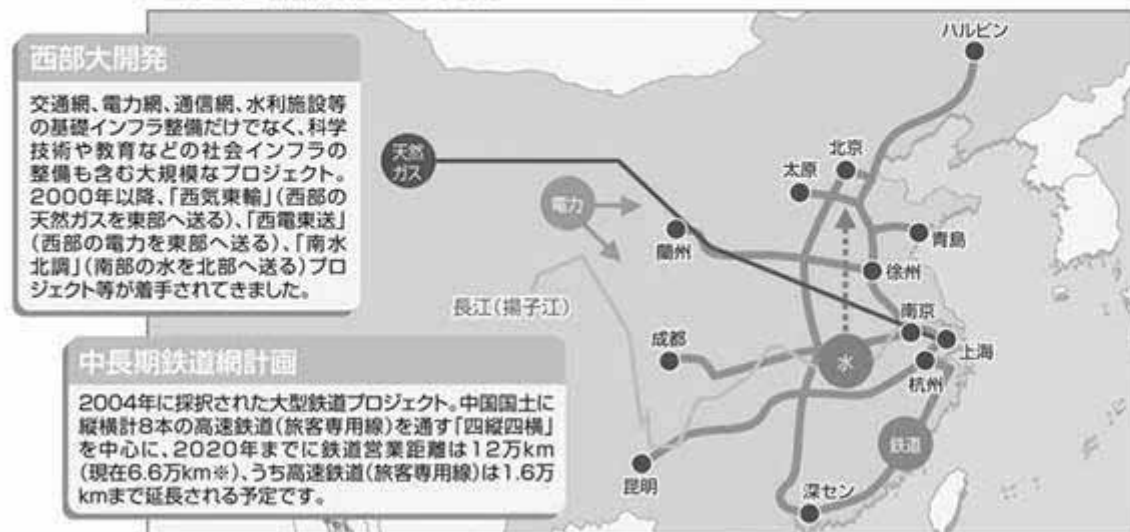 西部大開発
交通網、電力網、通信網、水利施設等
の基礎インフラ整備だけでなく、科学
技術や教育などの社会インフラの
整備も含む大規模なプロジェクト。
2000年以降、「西気東輸」(西部の
天然ガスを東部へ送る)、「西電東送」
(西部の電力を東部へ送る)、「南水
北調」(南部の水を北部へ送る)プロ
ジェクト等が着手されてきました。
ハルビン
北京
太原
天然
ガス
電力
青島
蘭州
徐州
長江(揚子江)
南京
成都
上海
水
杭州
中長期鉄道網計画
2004年に採択された大型鉄道プロジェクト。中国国土に
縦横計8本の高速鉄道(旅客専用線)を通す「四縦四横」
を中心に、2020年までに鉄道営業距離は12万km
(現在6.6万km※)、うち高速鉄道(旅客専用線)は1.6万
kmまで延長される予定です。
鉄道
昆明
深セン